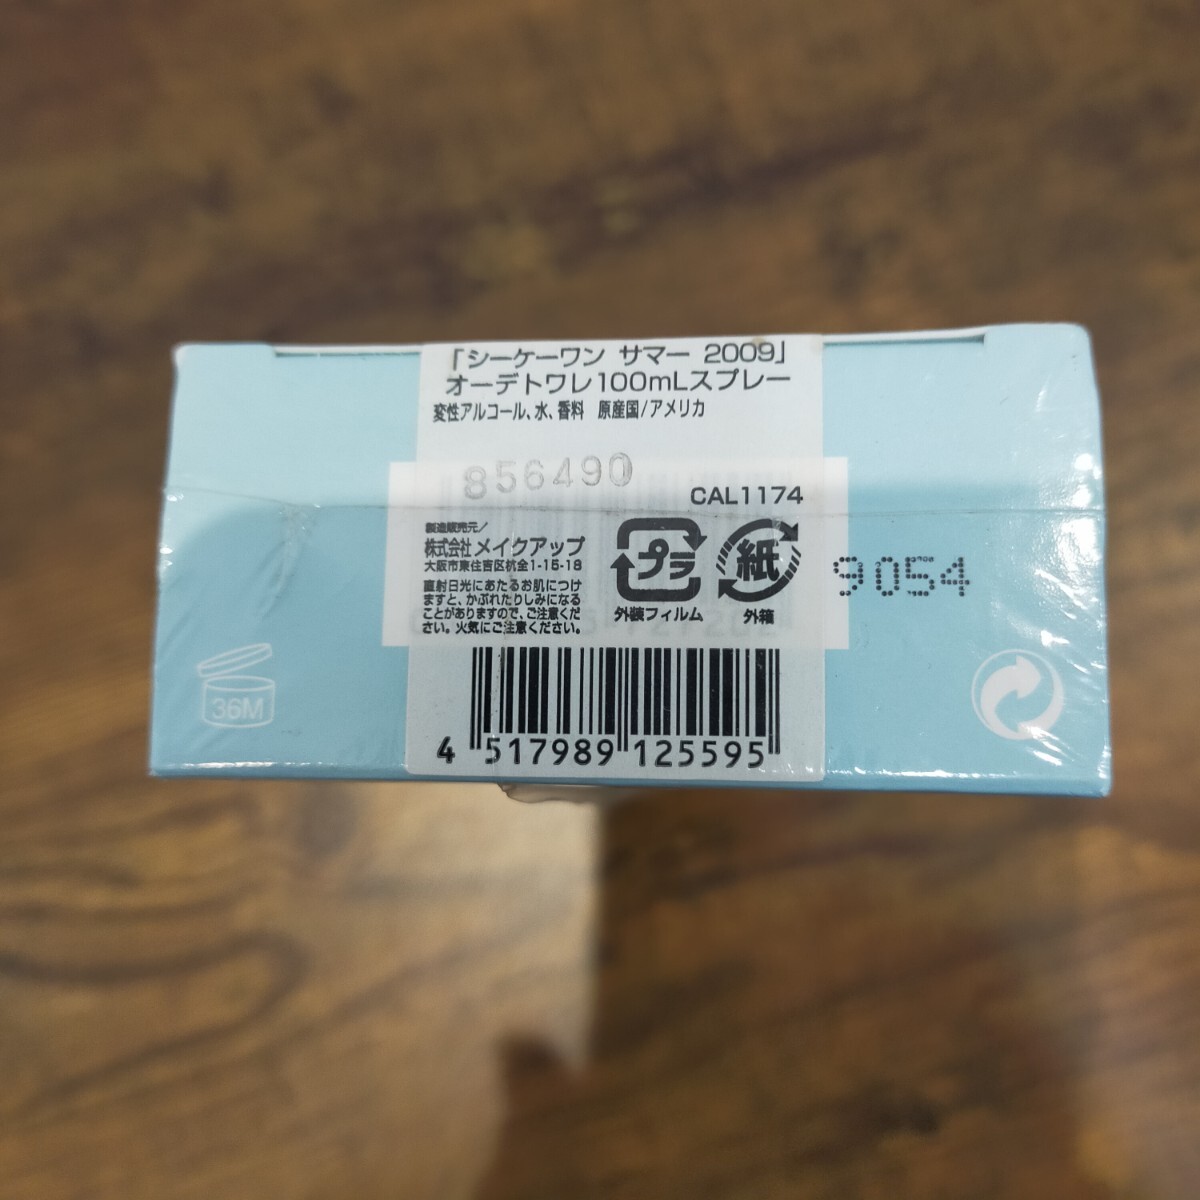 「シーケーワン サマー 2009」
オーデトワレ100mLスプレー
変性アルコール、水、香料 原産国/アメリカ
856490
CAL1174
製造販売元/
株式会社 メイクアップ
大阪市東住吉区杭全1-15-18
直射日光にあたるお肌につけ
ますと、かぶれたりしみになる
ことがありますので、ご注意くだ
さい。火気にご注意ください。
プラ
外装フィルム
紙
外箱
9054
36M
4 517989 125595